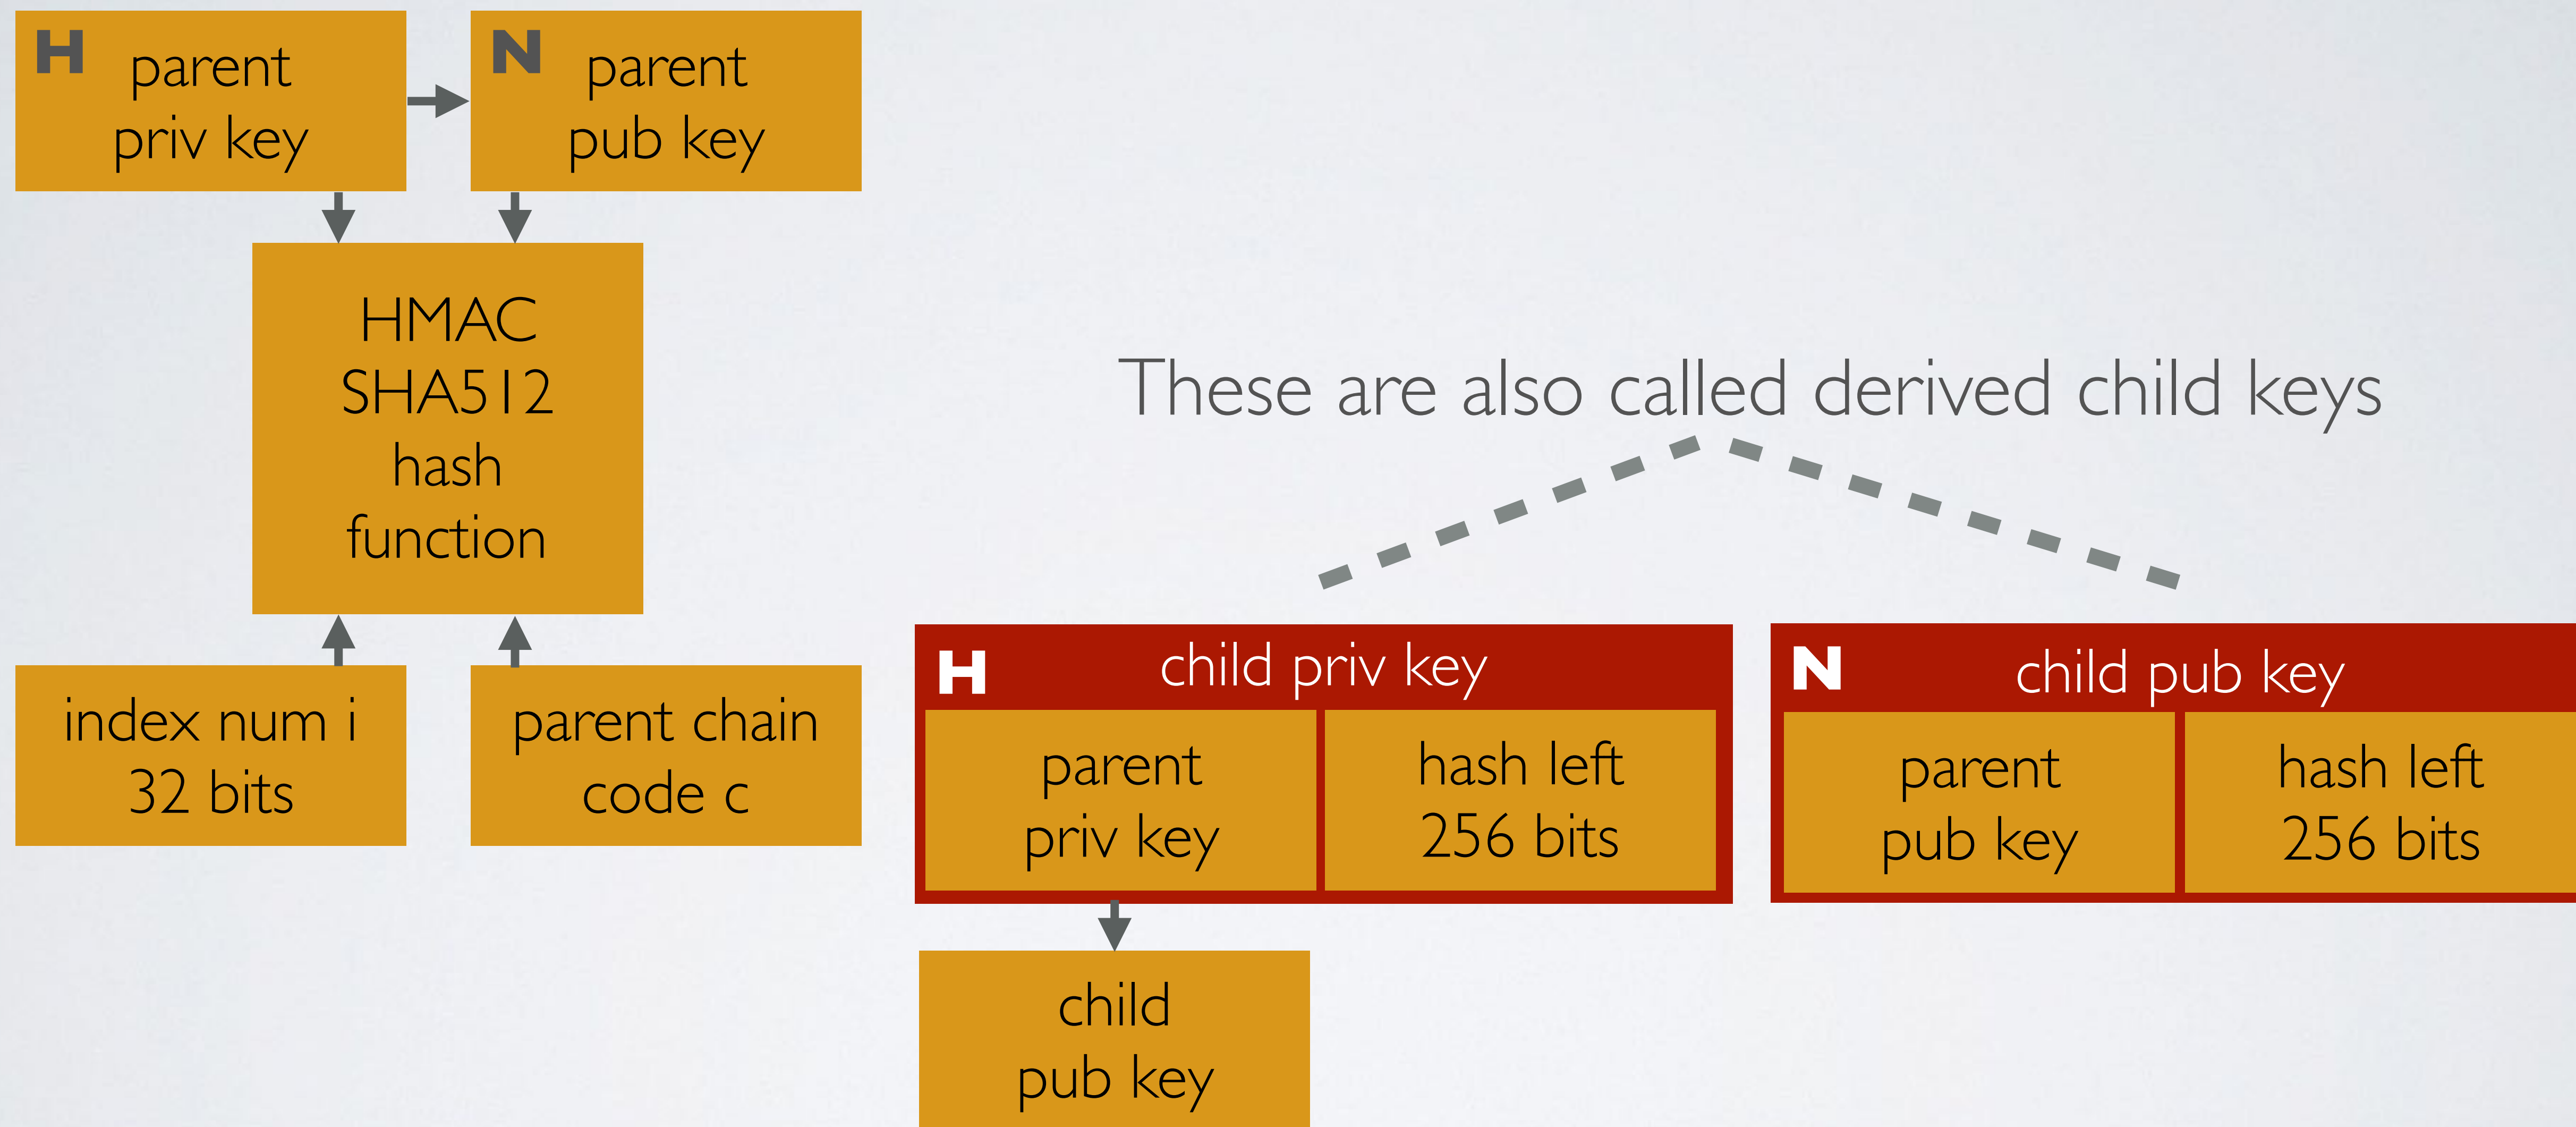 H
parent
priv key
N
parent
pub key
HMAC
SHA512
hash
function
index num i
32 bits
parent chain
code c
These are also called derived child keys
H
child priv key
parent
priv key
hash left
256 bits
child
pub key
N
child pub key
parent
pub key
hash left
256 bits